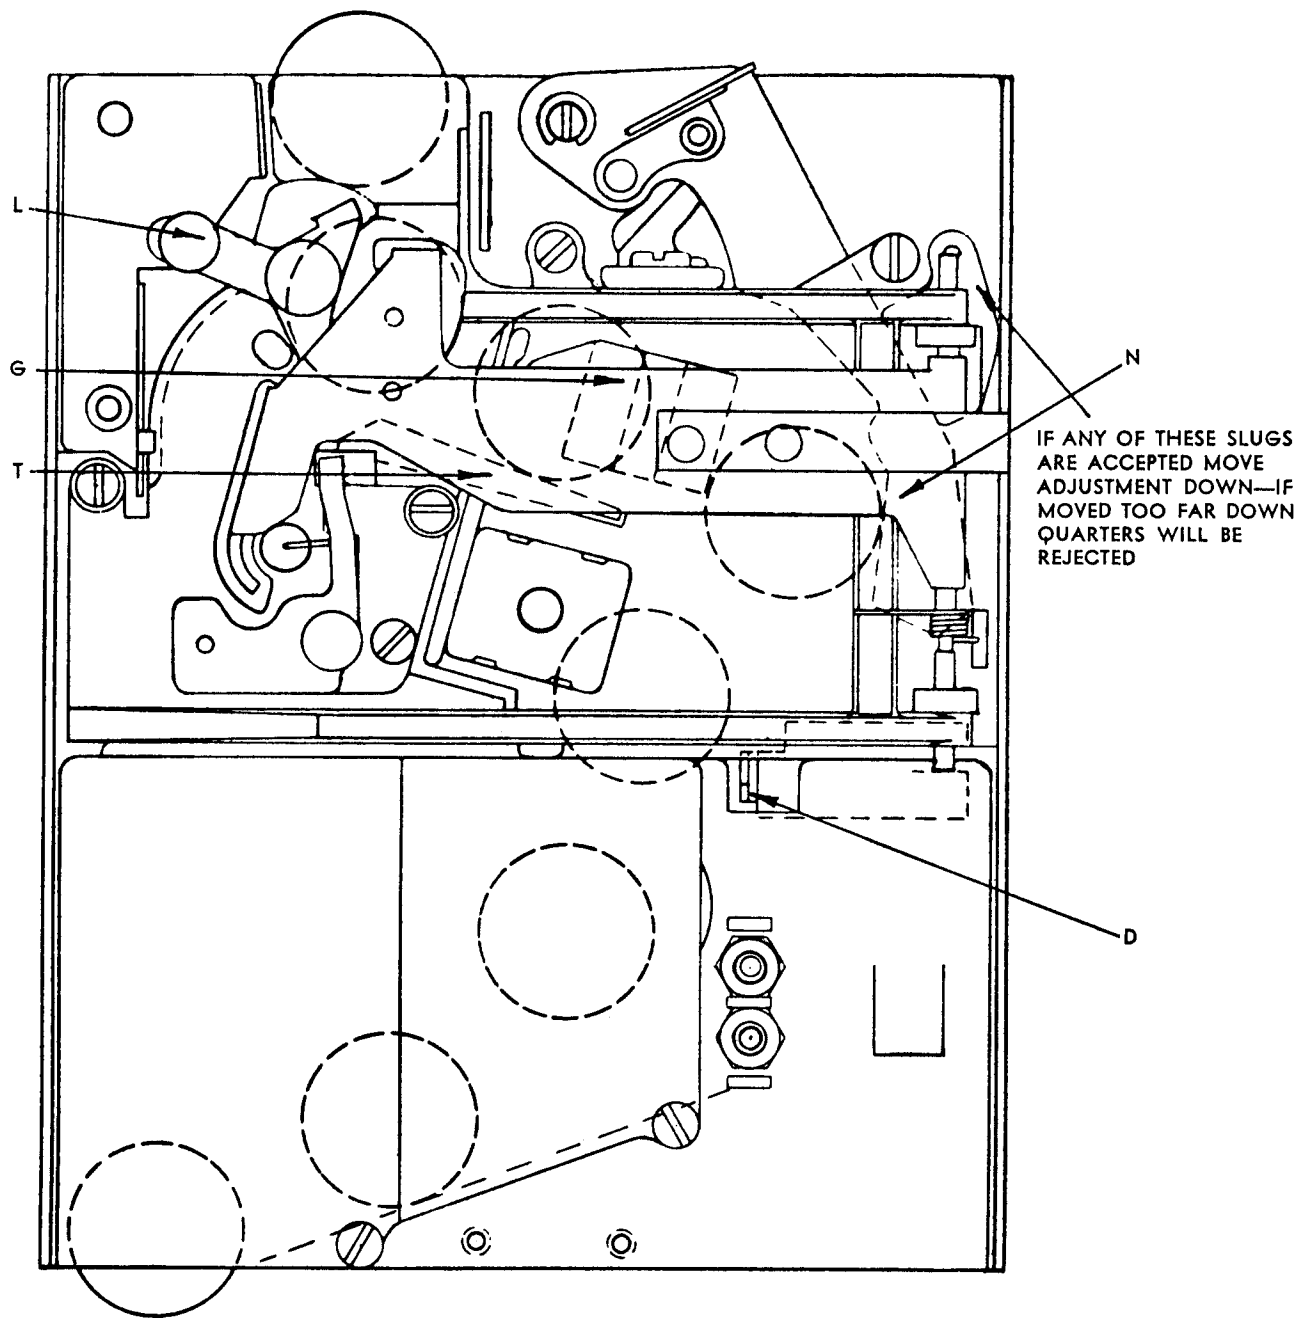 L
G
T
N
IF ANY OF THESE SLUGS
ARE ACCEPTED MOVE
ADJUSTMENT DOWN—IF
MOVED TOO FAR DOWN
QUARTERS WILL BE
REJECTED
D